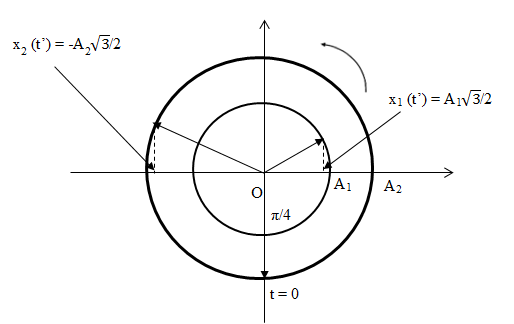 x₂ (t’) = -A₂√3/2
x₁ (t’) = A₁√3/2
O
A₁
A₂
π/4
t = 0